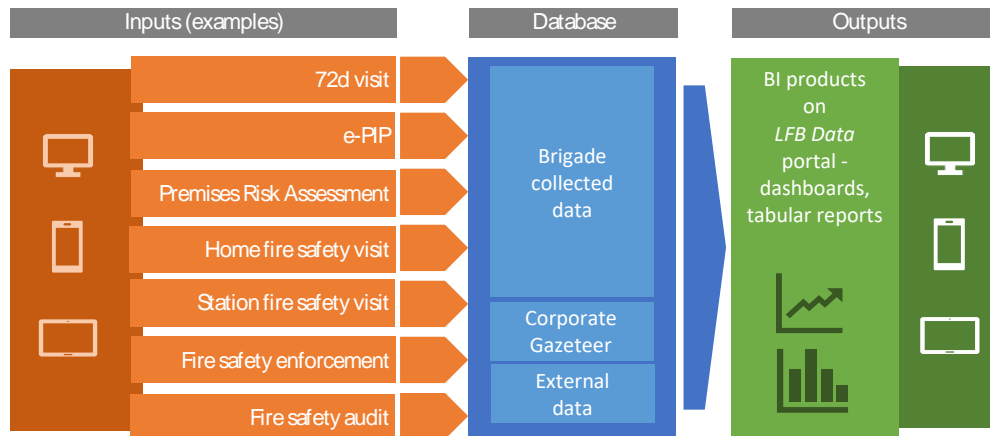 Inputs (examples)
Database
Outputs
72d visit
e-PIP
Premises Risk Assessment
Home fire safety visit
Station fire safety visit
Fire safety enforcement
Fire safety audit
Brigade
collected
data
Corporate
Gazeteer
External
data
BI products
on
LFB Data
portal -
dashboards,
tabular reports